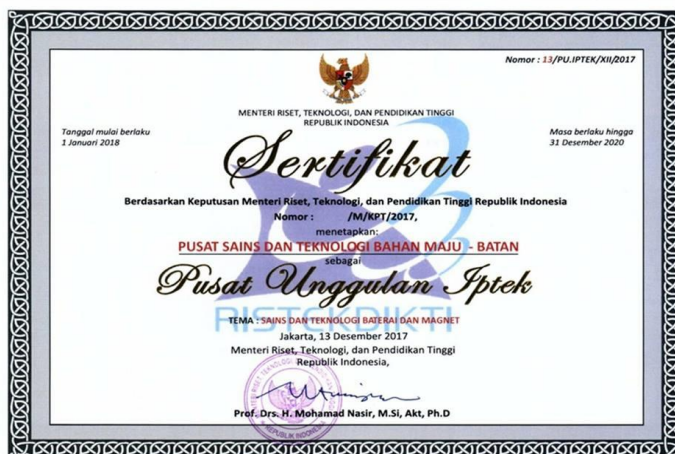 Nomor : 13/PU.IPTEK/XII/2017
MENTERI RISET, TEKNOLOGI, DAN PENDIDIKAN TINGGI
REPUBLIK INDONESIA
Tanggal mulai berlaku
1 Januari 2018
Masa berlaku hingga
31 Desember 2020
Sertifikat
Berdasarkan Keputusan Menteri Riset, Teknologi, dan Pendidikan Tinggi Republik Indonesia
Nomor : /M/KPT/2017,
menetapkan:
PUSAT SAINS DAN TEKNOLOGI BAHAN MAJU - BATAN
sebagai
Pusat Unggulan Iptek
RISTEKDIKTI
TEMA : SAINS DAN TEKNOLOGI BATERAI DAN MAGNET
Jakarta, 13 Desember 2017
Menteri Riset, Teknologi, dan Pendidikan Tinggi
Republik Indonesia,
Prof. Drs. H. Mohamad Nasir, M.Si, Akt, Ph.D
REPUBLIK INDONESIA